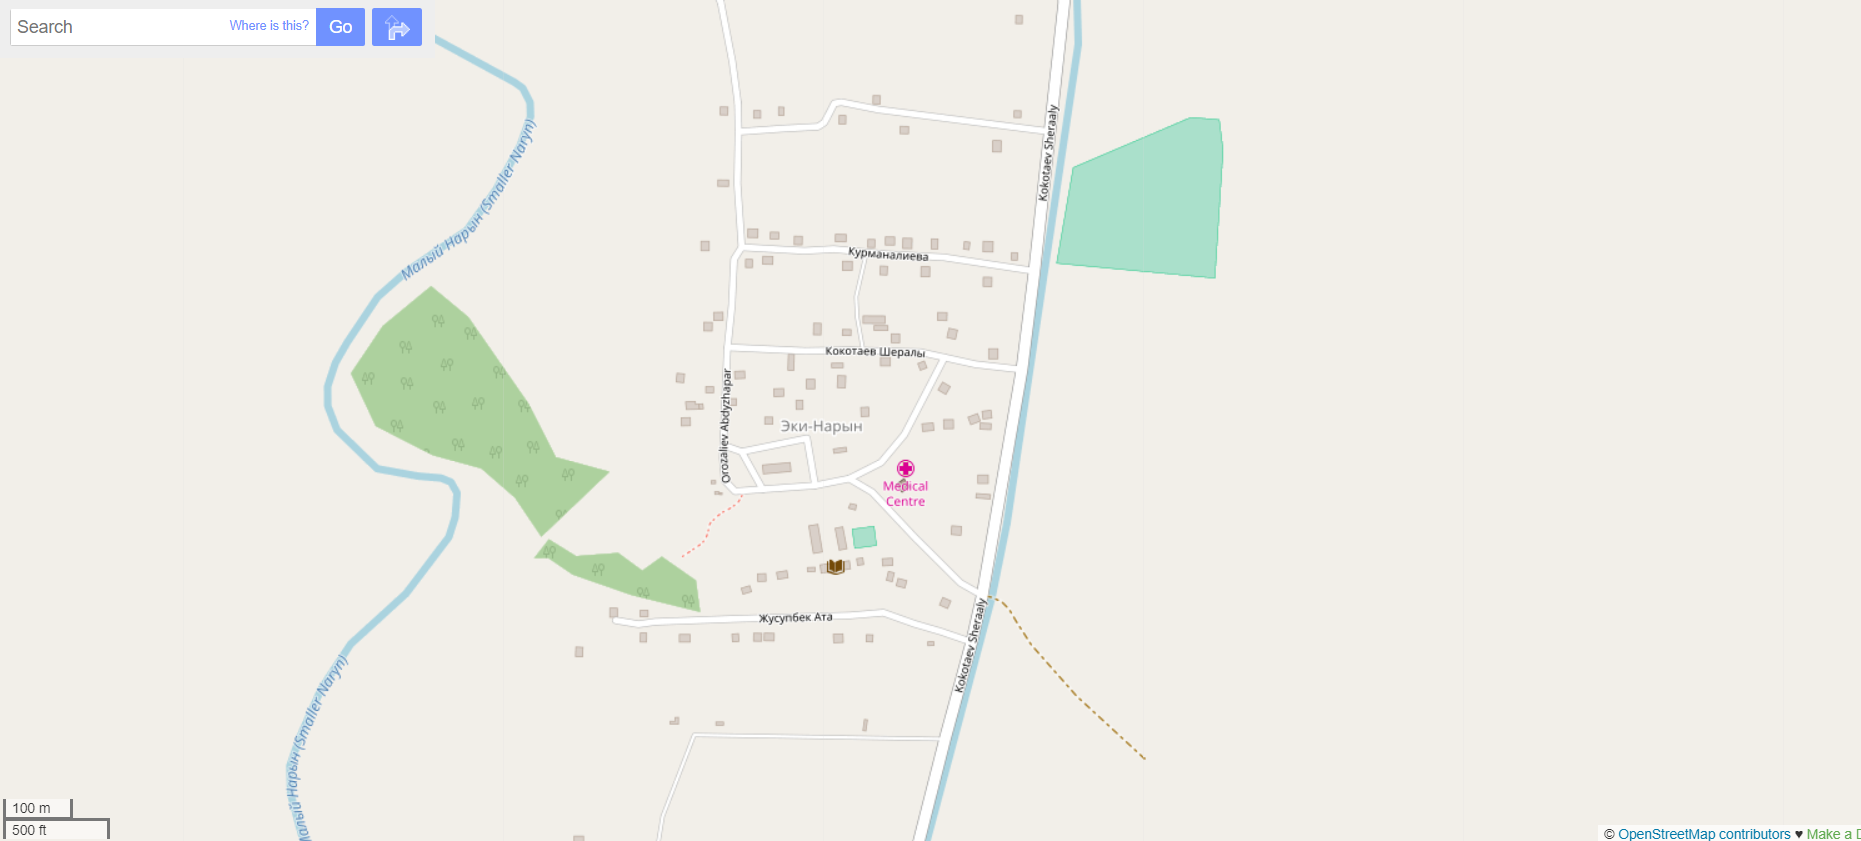 Search
Where is this?
Go
Малый Нарын (Smaller Naryn)
Kokotaev Sheraaly
Курманалиева
Кокотаев Шералы
Orozaliev Abdyzhapar
Эки-Нарын
Medical
Centre
Kokotaev Sheraaly
Жусупбек Ата
Малый Нарын (Smaller Naryn)
100 m
500 ft
© OpenStreetMap contributors ♥ Make a D